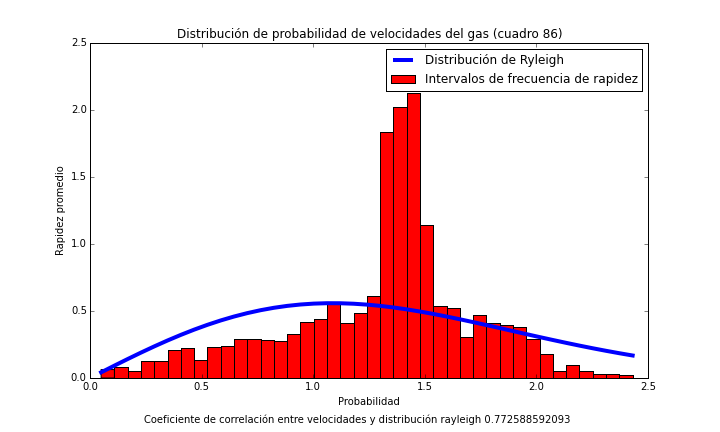 Distribución de probabilidad de velocidades del gas (cuadro 86)
2.5
Distribución de Ryleigh
Intervalos de frecuencia de rapidez
2.0
1.5
Rapidez promedio
1.0
0.5
0.0
0.0 0.5 1.0 1.5 2.0 2.5
Probabilidad
Coeficiente de correlación entre velocidades y distribución rayleigh 0.772588592093